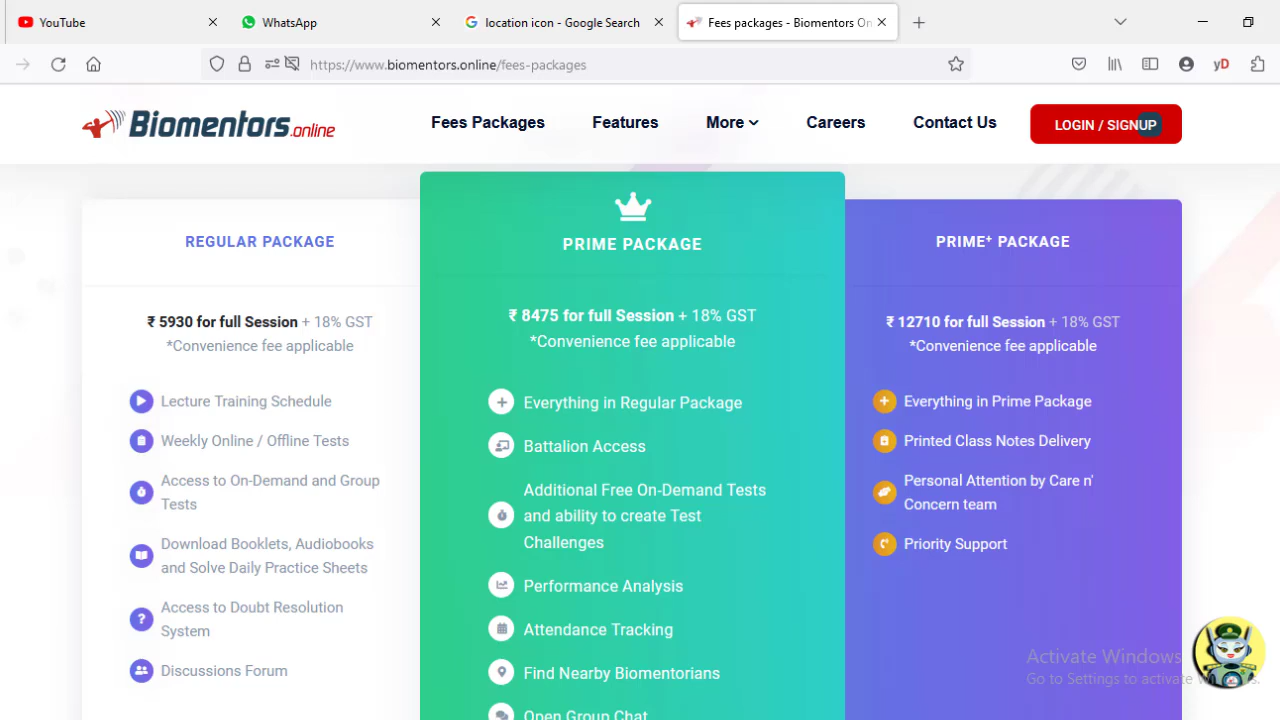 YouTube
WhatsApp
location icon - Google Search
Fees packages - Biomentors On
https://www.biomentors.online/fees-packages
yD
Biomentors.online
Fees Packages
Features
More
Careers
Contact Us
LOGIN / SIGNUP
REGULAR PACKAGE
₹ 5930 for full Session + 18% GST
*Convenience fee applicable
Lecture Training Schedule
Weekly Online / Offline Tests
Access to On-Demand and Group
Tests
Download Booklets, Audiobooks
and Solve Daily Practice Sheets
Access to Doubt Resolution
System
Discussions Forum
PRIME PACKAGE
₹ 8475 for full Session + 18% GST
*Convenience fee applicable
Everything in Regular Package
Battalion Access
Additional Free On-Demand Tests
and ability to create Test
Challenges
Performance Analysis
Attendance Tracking
Find Nearby Biomentorians
Open Group Chat
PRIME⁺ PACKAGE
₹ 12710 for full Session + 18% GST
*Convenience fee applicable
Everything in Prime Package
Printed Class Notes Delivery
Personal Attention by Care n'
Concern team
Priority Support
Activate Windows
Go to Settings to activate Windows.